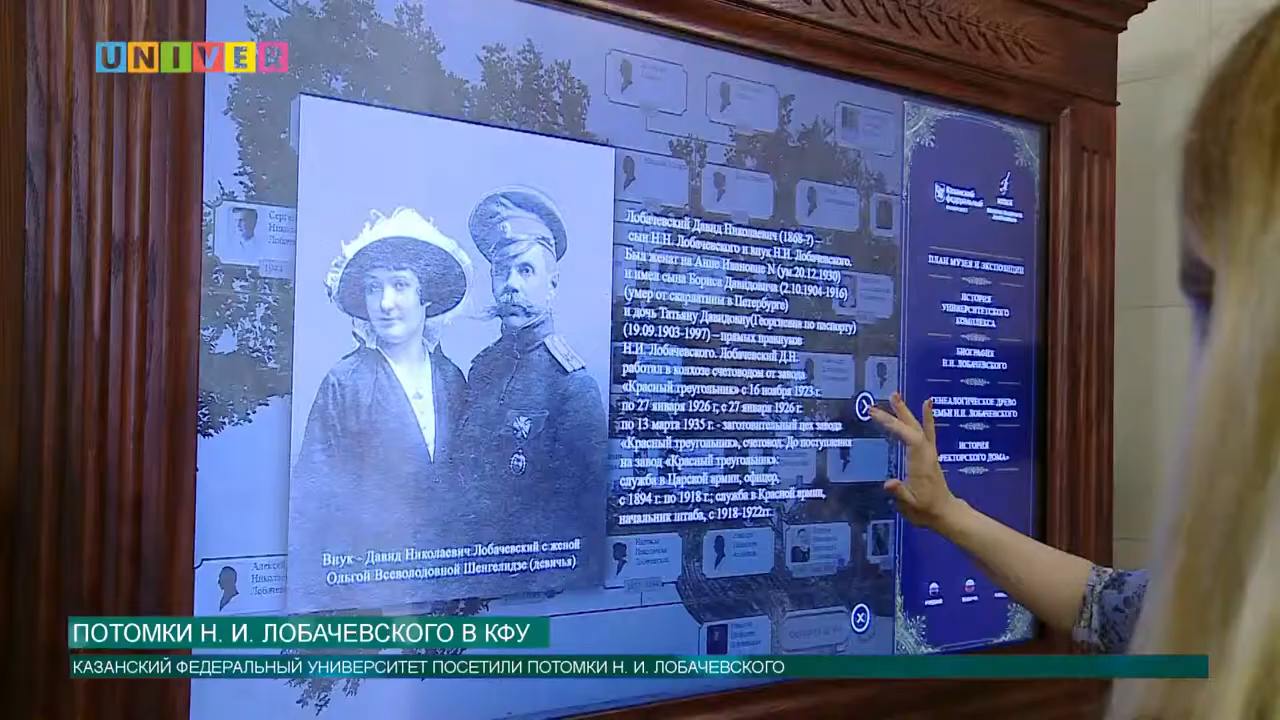 UNIVER
Лобачевский Давид Николаевич (1868-?) –
сын Н.Н. Лобачевского и внук Н.И. Лобачевского.
Был женат на Анне Ивановне N (ум.20.12.1930)
и имел сына Бориса Давидовича (2.10.1904-1916)
(умер от скарлатины в Петербурге)
и дочь Татьяну Давидовну(Георгиевна по паспорту)
(19.09.1903-1997) – прямых правнуков
Н.И. Лобачевского. Лобачевский Д.Н.
работал в конхозе счетоводом от завода
«Красный треугольник» с 16 ноября 1923 г.
по 27 января 1926 г, с 27 января 1926 г.
по 13 марта 1935 г. - заготовительный цех завода
«Красный треугольник», счетовод. До поступления
на завод «Красный треугольник»:
служба в Царской армии, офицер,
с 1894 г. по 1918 г.; служба в Красной армии,
начальник штаба, с 1918-1922гг.
Внук - Давид Николаевич Лобачевский с женой
Ольгой Всеволодовной Шенгелидзе (девичья)
Казанский
федеральный
университет
ПЛАН МУЗЕЯ И ЭКСПОЗИЦИИ
ИСТОРИЯ
УНИВЕРСИТЕТСКОГО
КОМПЛЕКСА
БИОГРАФИЯ
Н.И. ЛОБАЧЕВСКОГО
ГЕНЕАЛОГИЧЕСКОЕ ДРЕВО
СЕМЬИ Н.И. ЛОБАЧЕВСКОГО
ИСТОРИЯ
«РЕКТОРСКОГО ДОМА»
ПОТОМКИ Н. И. ЛОБАЧЕВСКОГО В КФУ
КАЗАНСКИЙ ФЕДЕРАЛЬНЫЙ УНИВЕРСИТЕТ ПОСЕТИЛИ ПОТОМКИ Н. И. ЛОБАЧЕВСКОГО